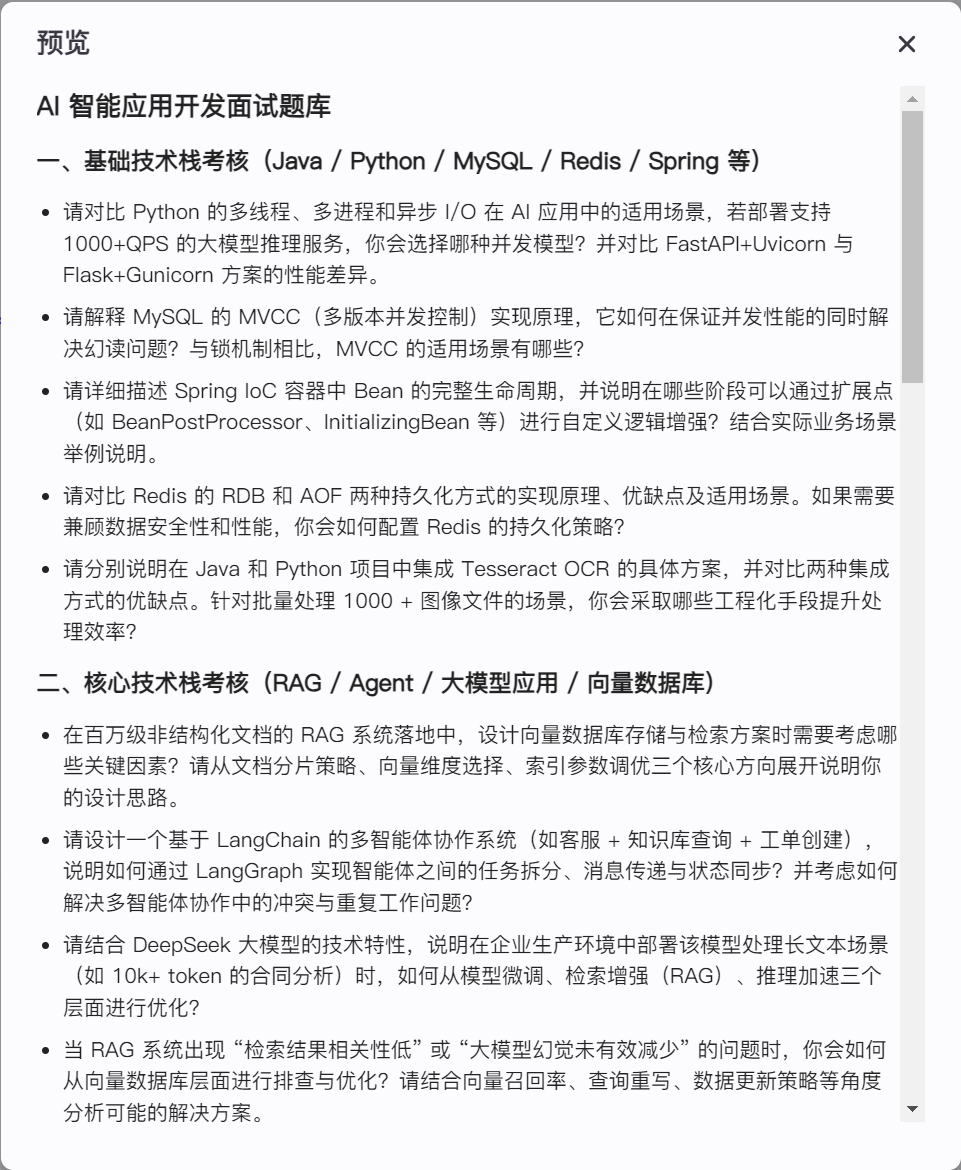 预览
AI 智能应用开发面试题库
一、基础技术栈考核（Java / Python / MySQL / Redis / Spring 等）
• 请对比 Python 的多线程、多进程和异步 I/O 在 AI 应用中的适用场景，若部署支持
1000+QPS 的大模型推理服务，你会选择哪种并发模型？并对比 FastAPI+Uvicorn 与
Flask+Gunicorn 方案的性能差异。
• 请解释 MySQL 的 MVCC（多版本并发控制）实现原理，它如何在保证并发性能的同时解
决幻读问题？与锁机制相比，MVCC 的适用场景有哪些？
• 请详细描述 Spring IoC 容器中 Bean 的完整生命周期，并说明在哪些阶段可以通过扩展点
（如 BeanPostProcessor、InitializingBean 等）进行自定义逻辑增强？结合实际业务场景
举例说明。
• 请对比 Redis 的 RDB 和 AOF 两种持久化方式的实现原理、优缺点及适用场景。如果需要
兼顾数据安全性和性能，你会如何配置 Redis 的持久化策略？
• 请分别说明在 Java 和 Python 项目中集成 Tesseract OCR 的具体方案，并对比两种集成
方式的优缺点。针对批量处理 1000 + 图像文件的场景，你会采取哪些工程化手段提升处
理效率？
二、核心技术栈考核（RAG / Agent / 大模型应用 / 向量数据库）
• 在百万级非结构化文档的 RAG 系统落地中，设计向量数据库存储与检索方案时需要考虑哪
些关键因素？请从文档分片策略、向量维度选择、索引参数调优三个核心方向展开说明你
的设计思路。
• 请设计一个基于 LangChain 的多智能体协作系统（如客服 + 知识库查询 + 工单创建），
说明如何通过 LangGraph 实现智能体之间的任务拆分、消息传递与状态同步？并考虑如何
解决多智能体协作中的冲突与重复工作问题？
• 请结合 DeepSeek 大模型的技术特性，说明在企业生产环境中部署该模型处理长文本场景
（如 10k+ token 的合同分析）时，如何从模型微调、检索增强（RAG）、推理加速三个
层面进行优化？
• 当 RAG 系统出现 “检索结果相关性低” 或 “大模型幻觉未有效减少” 的问题时，你会如何
从向量数据库层面进行排查与优化？请结合向量召回率、查询重写、数据更新策略等角度
分析可能的解决方案。